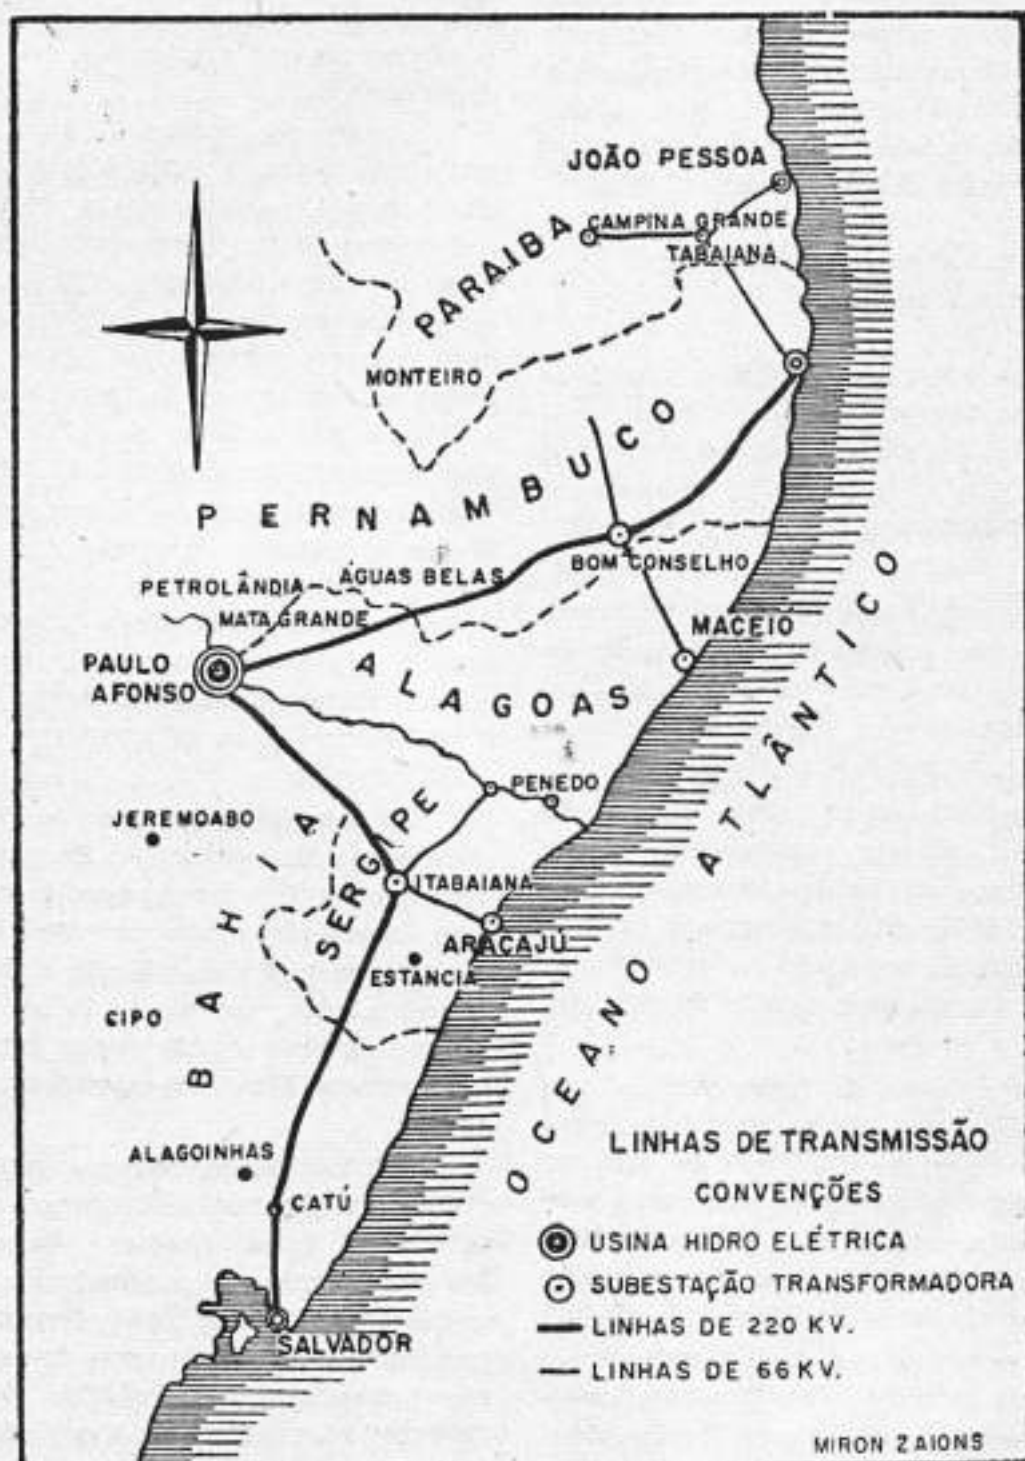 JOÃO PESSOA
CAMPINA GRANDE
TABAIANA
PARAIBA
MONTEIRO
PERNAMBUCO
BOM CONSELHO
ÁGUAS BELAS
PETROLÂNDIA
MATA GRANDE
MACEIÓ
PAULO
AFONSO
ALAGOAS
PENEDO
JEREMOABO
BAHIA
SERGIPE
ITABAIANA
ARACAJÚ
ESTANCIA
CIPO
OCEANO ATLÂNTICO
ALAGOINHAS
CATÚ
SALVADOR
LINHAS DE TRANSMISSÃO
CONVENÇÕES
USINA HIDRO ELÉTRICA
SUBESTAÇÃO TRANSFORMADORA
LINHAS DE 220 KV.
LINHAS DE 66 KV.
MIRON ZAIONS